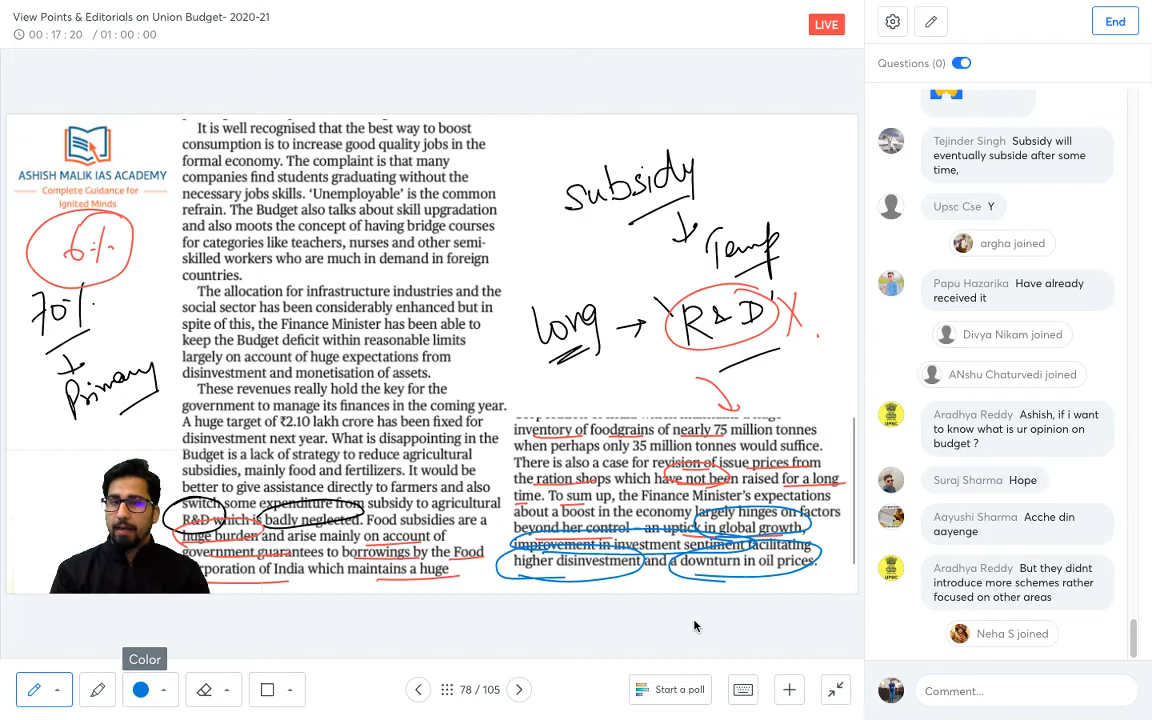 View Points & Editorials on Union Budget- 2020-21
00 : 17 : 20 / 01 : 00 : 00
LIVE
End
Questions (0)
ASHISH MALIK IAS ACADEMY
Complete Guidance for
Ignited Minds
6%
70%
Primary
It is well recognised that the best way to boost
consumption is to increase good quality jobs in the
formal economy. The complaint is that many
companies find students graduating without the
necessary jobs skills. ‘Unemployable’ is the common
refrain. The Budget also talks about skill upgradation
and also moots the concept of having bridge courses
for categories like teachers, nurses and other semi-
skilled workers who are much in demand in foreign
countries.
The allocation for infrastructure industries and the
social sector has been considerably enhanced but in
spite of this, the Finance Minister has been able to
keep the Budget deficit within reasonable limits
largely on account of huge expectations from
disinvestment and monetisation of assets.
These revenues really hold the key for the
government to manage its finances in the coming year.
A huge target of ₹2.10 lakh crore has been fixed for
disinvestment next year. What is disappointing in the
Budget is a lack of strategy to reduce agricultural
subsidies, mainly food and fertilizers. It would be
better to give assistance directly to farmers and also
switch some expenditure from subsidy to agricultural
R&D which is badly neglected. Food subsidies are a
huge burden and arise mainly on account of
government guarantees to borrowings by the Food
rporation of India which maintains a huge
subsidy
Temp
long → 'R&D' X
inventory of foodgrains of nearly 75 million tonnes
when perhaps only 35 million tonnes would suffice.
There is also a case for revision of issue prices from
the ration shops which have not been raised for a long
time. To sum up, the Finance Minister’s expectations
about a boost in the economy largely hinges on factors
beyond her control – an uptick in global growth,
improvement in investment sentiment facilitating
higher disinvestment and a downturn in oil prices.
Color
78 / 105
Start a poll
Tejinder Singh Subsidy will
eventually subside after some
time,
Upsc Cse Y
argha joined
Papu Hazarika Have already
received it
Divya Nikam joined
ANshu Chaturvedi joined
Aradhya Reddy Ashish, if i want
to know what is ur opinion on
budget ?
Suraj Sharma Hope
Aayushi Sharma Acche din
aayenge
Aradhya Reddy But they didnt
introduce more schemes rather
focused on other areas
Neha S joined
Comment...